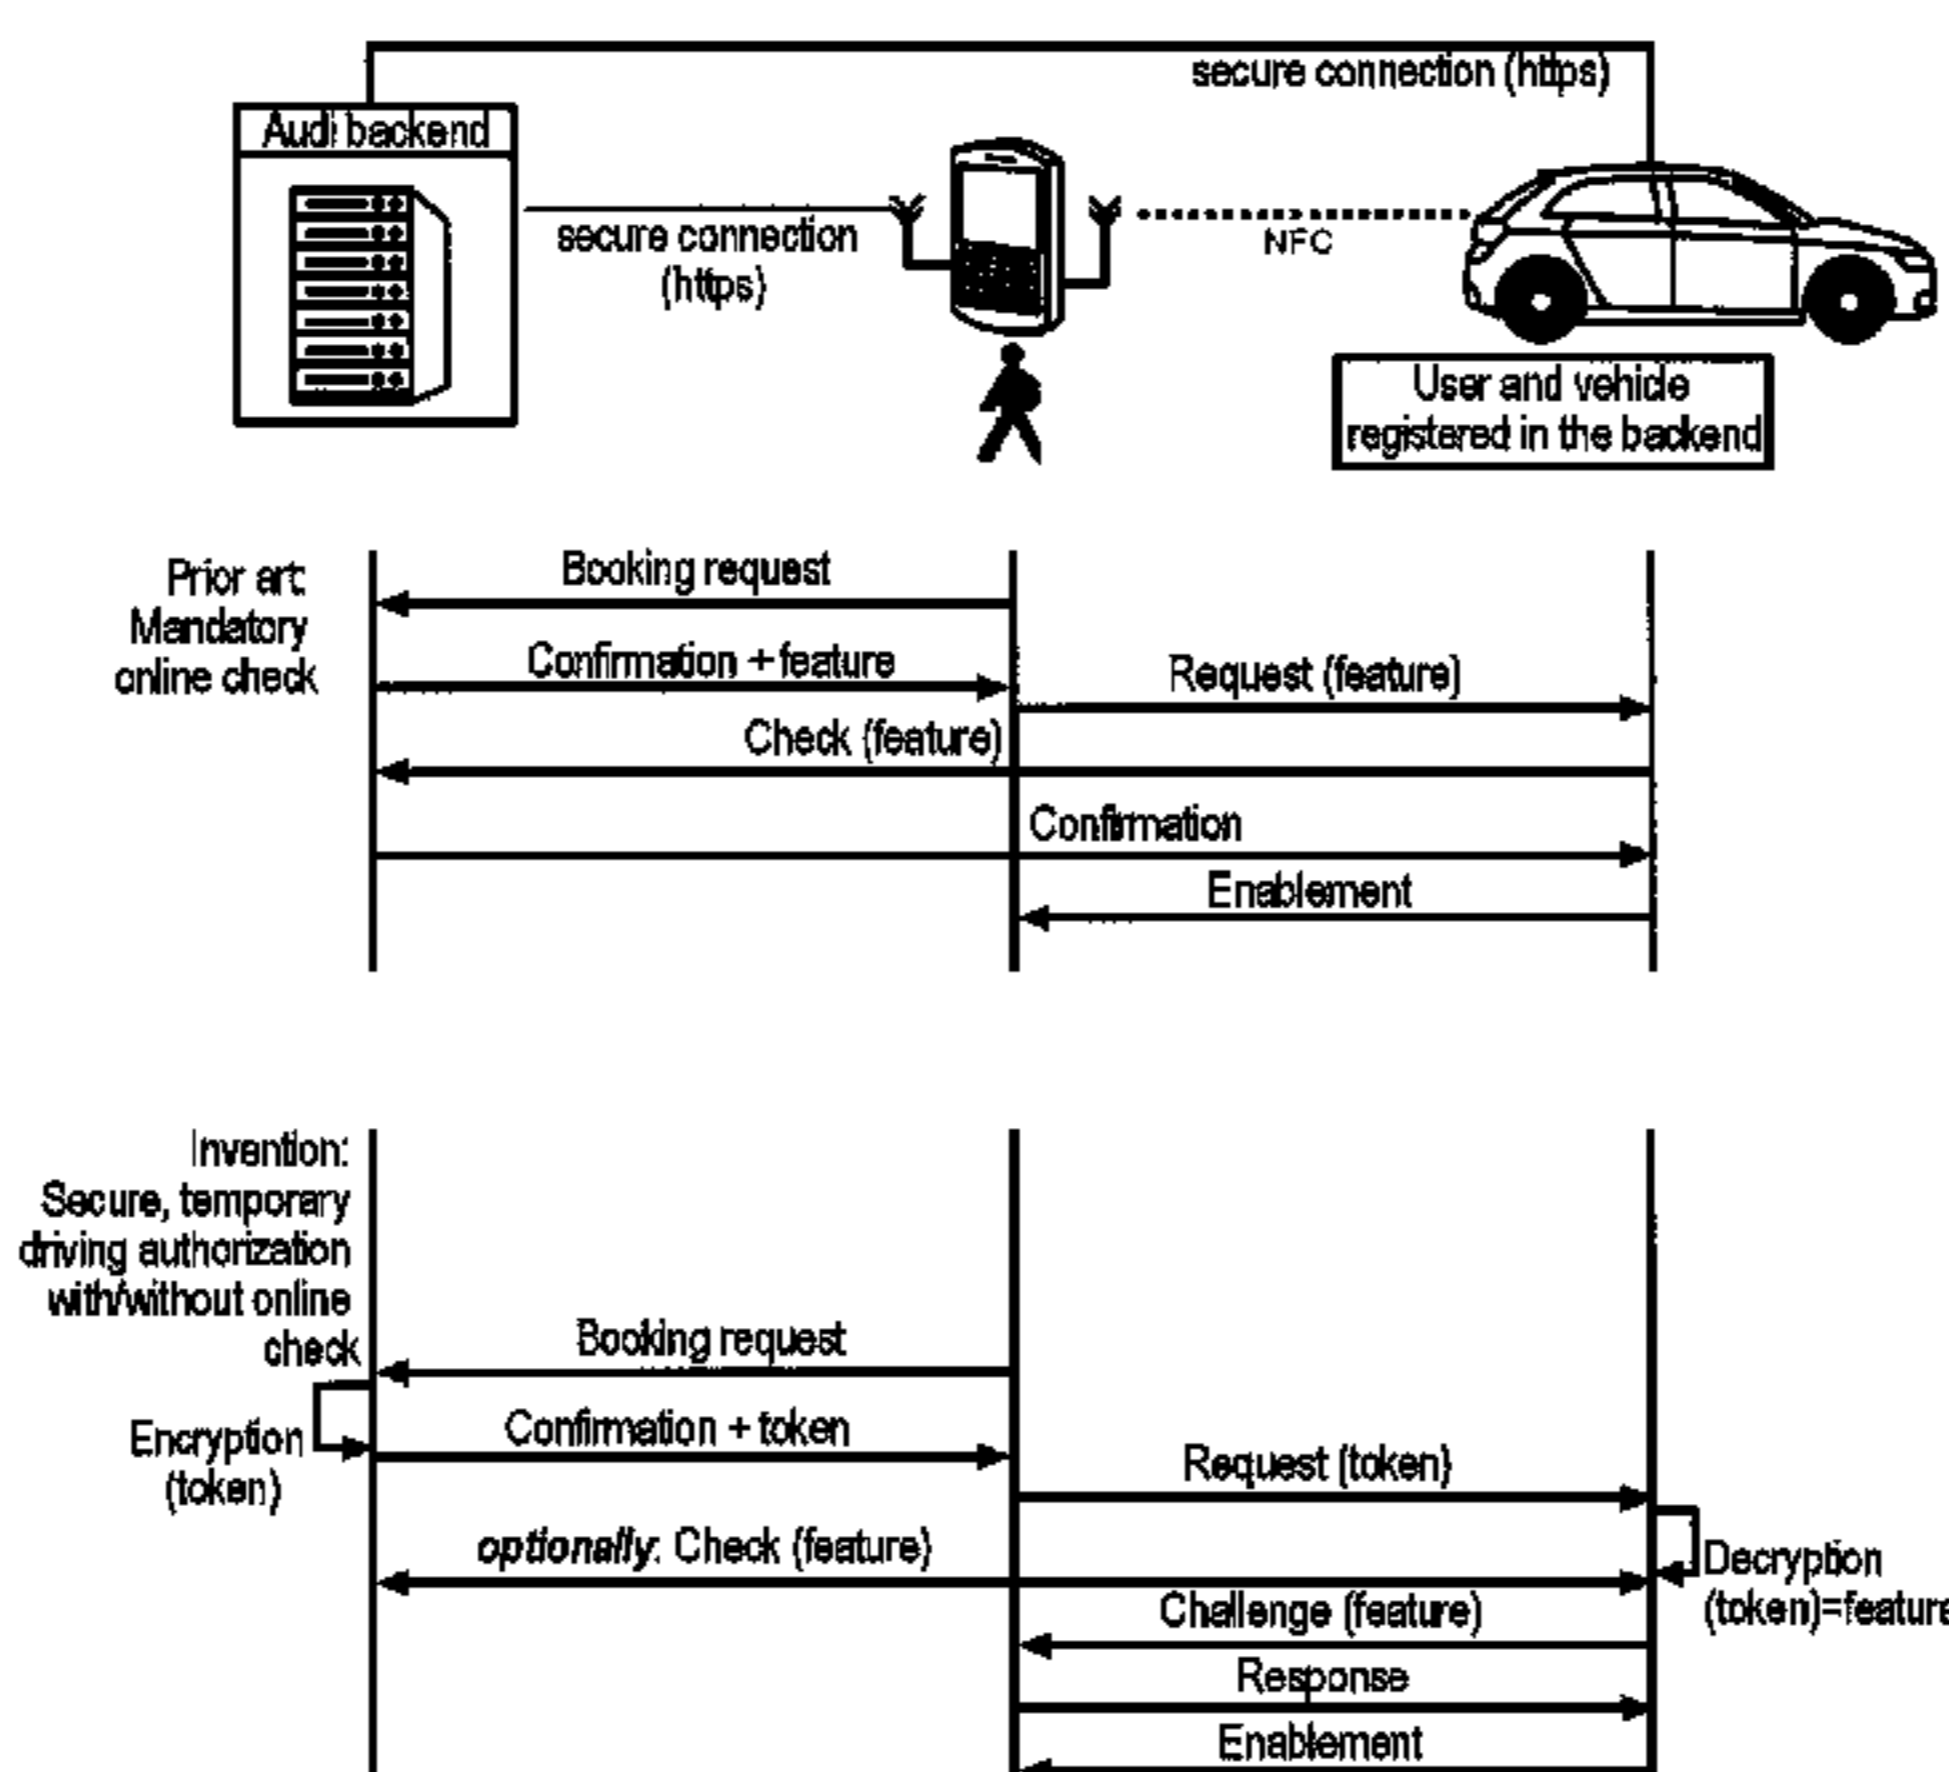 secure connection (https)
Audi backend
secure connection
(https)
NFC
User and vehicle
registered in the backend
Prior art:
Mandatory
online check
Booking request
Confirmation + feature
Request (feature)
Check (feature)
Confirmation
Enablement
Invention:
Secure, temporary
driving authorization
with/without online
check
Booking request
Encryption
(token)
Confirmation + token
Request (token)
optionally: Check (feature)
Decryption
(token)=feature
Challenge (feature)
Response
Enablement